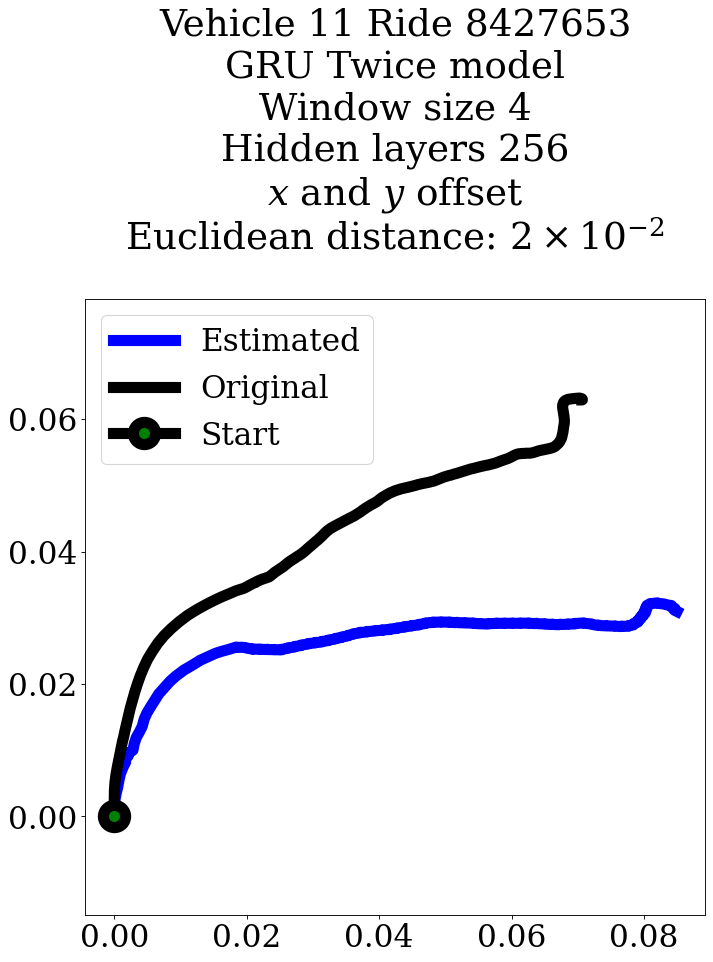 Vehicle 11 Ride 8427653
GRU Twice model
Window size 4
Hidden layers 256
x and y offset
Euclidean distance: 2 × 10⁻²
Estimated
Original
Start
0.06
0.04
0.02
0.00
0.00 0.02 0.04 0.06 0.08